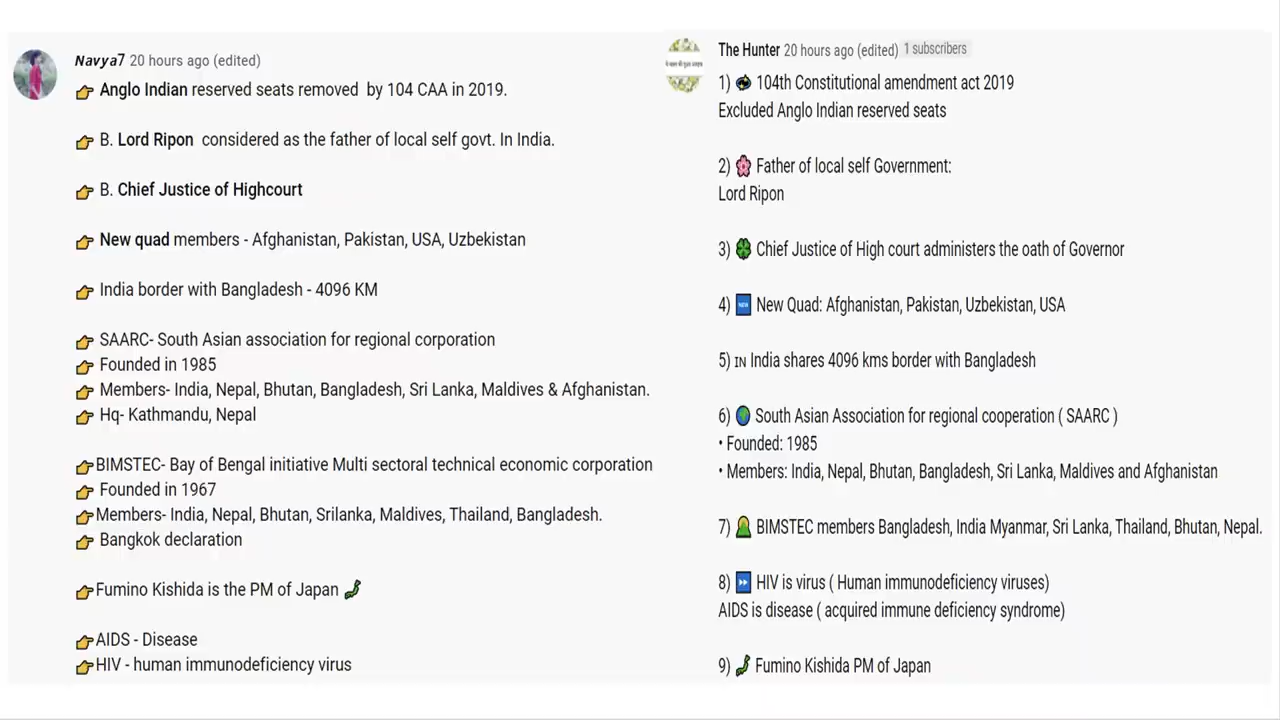 Navya7 20 hours ago (edited)
👉 Anglo Indian reserved seats removed by 104 CAA in 2019.
👉 B. Lord Ripon considered as the father of local self govt. In India.
👉 B. Chief Justice of Highcourt
👉 New quad members - Afghanistan, Pakistan, USA, Uzbekistan
👉 India border with Bangladesh - 4096 KM
👉 SAARC- South Asian association for regional corporation
👉 Founded in 1985
👉 Members- India, Nepal, Bhutan, Bangladesh, Sri Lanka, Maldives & Afghanistan.
👉 Hq- Kathmandu, Nepal
👉BIMSTEC- Bay of Bengal initiative Multi sectoral technical economic corporation
👉 Founded in 1967
👉Members- India, Nepal, Bhutan, Srilanka, Maldives, Thailand, Bangladesh.
👉 Bangkok declaration
👉Fumino Kishida is the PM of Japan 🗾
👉AIDS - Disease
👉HIV - human immunodeficiency virus
The Hunter 20 hours ago (edited) 1 subscribers
1) 104th Constitutional amendment act 2019
Excluded Anglo Indian reserved seats
2) 🌸 Father of local self Government:
Lord Ripon
3) 🍀 Chief Justice of High court administers the oath of Governor
4) 🆕 New Quad: Afghanistan, Pakistan, Uzbekistan, USA
5) IN India shares 4096 kms border with Bangladesh
6) 🌍 South Asian Association for regional cooperation ( SAARC )
• Founded: 1985
• Members: India, Nepal, Bhutan, Bangladesh, Sri Lanka, Maldives and Afghanistan
7) BIMSTEC members Bangladesh, India Myanmar, Sri Lanka, Thailand, Bhutan, Nepal.
8) ⏩ HIV is virus ( Human immunodeficiency viruses)
AIDS is disease ( acquired immune deficiency syndrome)
9) 🗾 Fumino Kishida PM of Japan